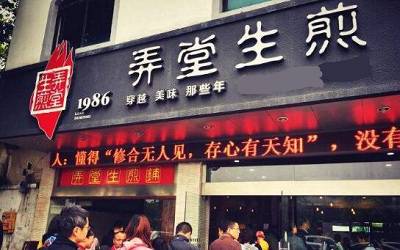 弄堂生煎
弄堂
生煎
1986
穿越 美味 那些年
人：懂得“修合无人见，存心有天知”，没有
弄堂生煎鋪